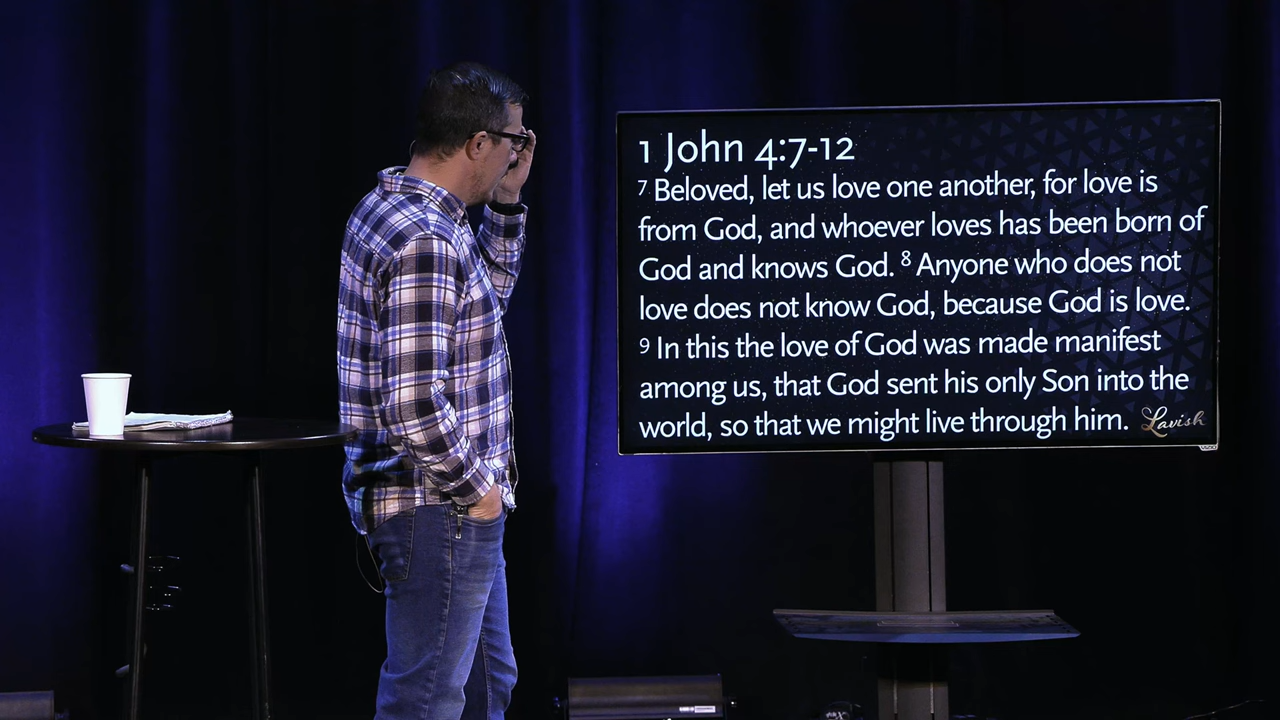 1 John 4:7-12
7 Beloved, let us love one another, for love is
from God, and whoever loves has been born of
God and knows God. 8 Anyone who does not
love does not know God, because God is love.
9 In this the love of God was made manifest
among us, that God sent his only Son into the
world, so that we might live through him. Lavish